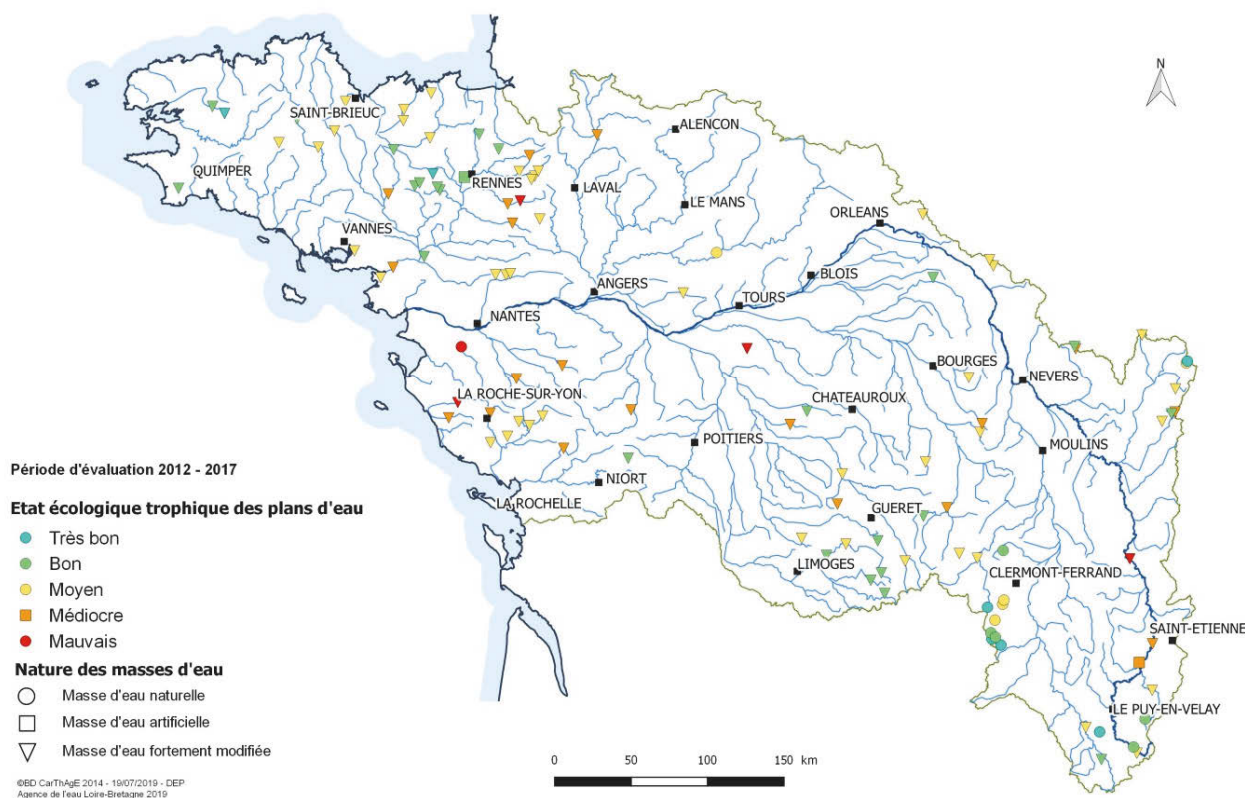 N
SAINT-BRIEUC
ALENCON
QUIMPER
RENNES
LAVAL
LE MANS
ORLEANS
VANNES
BLOIS
ANGERS
TOURS
NANTES
BOURGES
NEVERS
LA ROCHE-SUR-YON
CHATEAUROUX
POITIERS
MOULINS
NIORT
LA ROCHELLE
GUERET
LIMOGES
CLERMONT-FERRAND
SAINT-ETIENNE
LE PUY-EN-VELAY
Période d'évaluation 2012 - 2017
Etat écologique trophique des plans d'eau
Très bon
Bon
Moyen
Médiocre
Mauvais
Nature des masses d'eau
Masse d'eau naturelle
Masse d'eau artificielle
Masse d'eau fortement modifiée
0 50 100 150 km
©BD CarThAgE 2014 - 19/07/2019 - DEP
Agence de l'eau Loire-Bretagne 2019